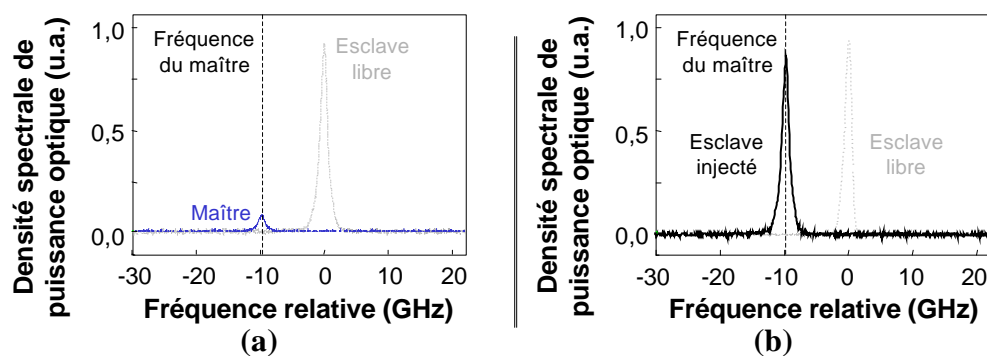 Densité spectrale de
puissance optique (u.a.)
1,0
0,5
0,0
Fréquence
du maître
Esclave
libre
Maître
-30 -20 -10 0 10 20
Fréquence relative (GHz)
(a)
Densité spectrale de
puissance optique (u.a.)
1,0
0,5
0,0
Fréquence
du maître
Esclave
injecté
Esclave
libre
-30 -20 -10 0 10 20
Fréquence relative (GHz)
(b)